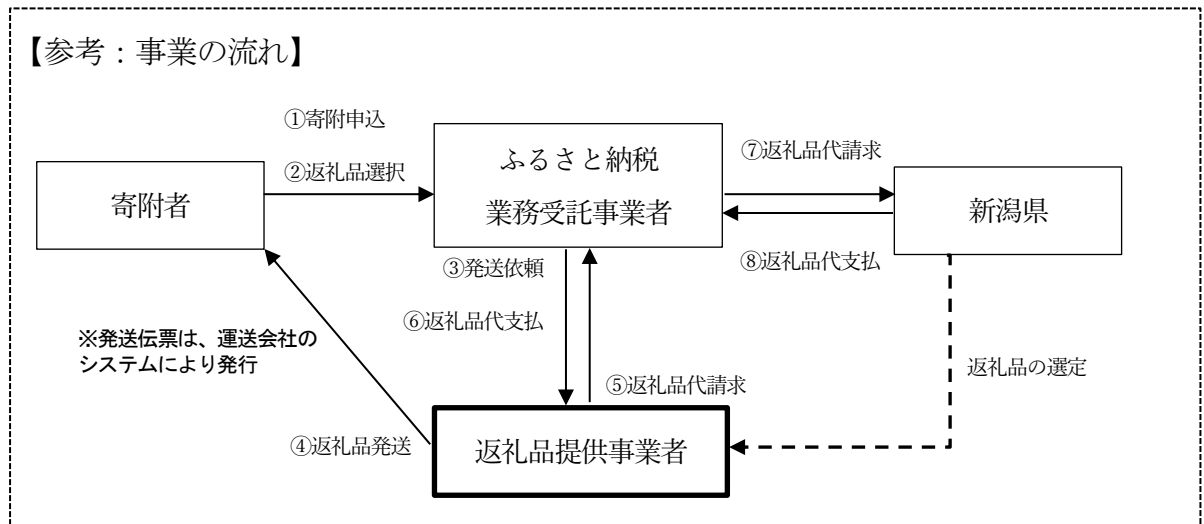 【参考：事業の流れ】
①寄附申込
②返礼品選択
寄附者
ふるさと納税
業務受託事業者
⑦返礼品代請求
新潟県
⑧返礼品代支払
③発送依頼
⑥返礼品代支払
※発送伝票は、運送会社の
システムにより発行
返礼品の選定
⑤返礼品代請求
④返礼品発送
返礼品提供事業者